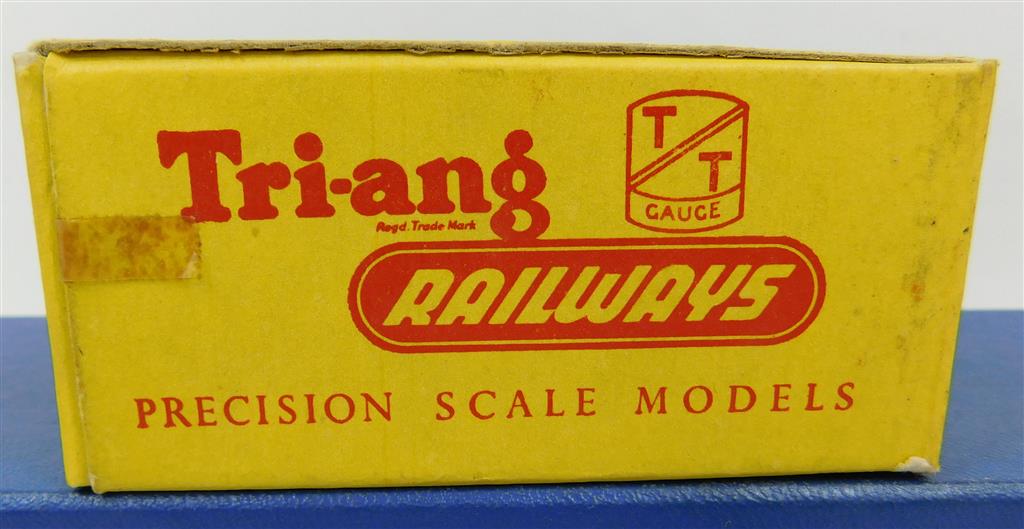 Tri-ang
Regd. Trade Mark
T
T
GAUGE
RAILWAYS
PRECISION SCALE MODELS